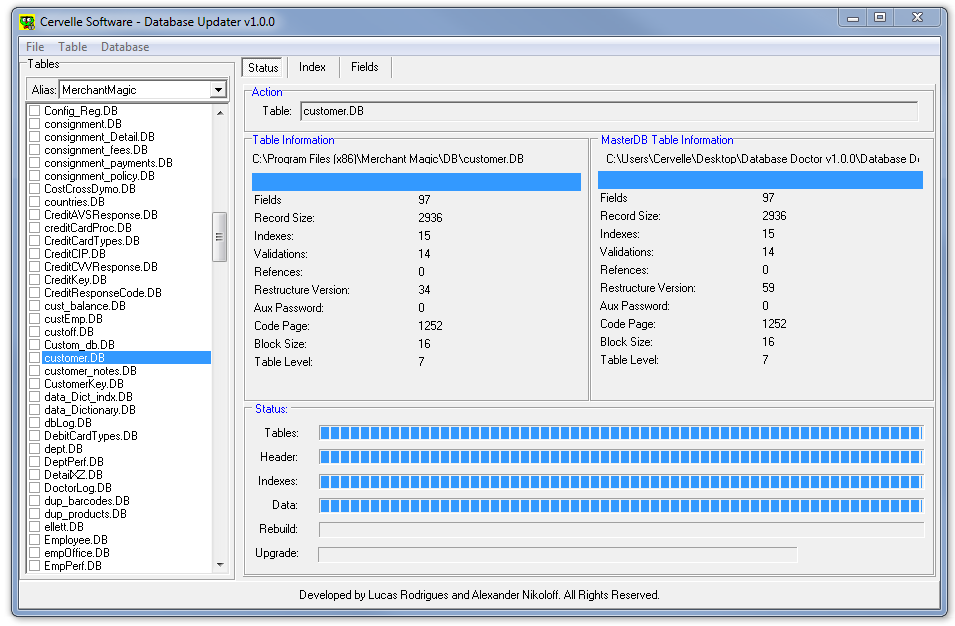 Cervelle Software - Database Updater v1.0.0
File Table Database
Tables
Alias: MerchantMagic
Config_Reg.DB
consignment.DB
consignment_Detail.DB
consignment_fees.DB
consignment_payments.DB
consignment_policy.DB
CostCrossDymo.DB
countries.DB
CreditAVSResponse.DB
creditCardProc.DB
CreditCardTypes.DB
CreditCIP.DB
CreditCVVResponse.DB
CreditKey.DB
CreditResponseCode.DB
cust_balance.DB
custEmp.DB
custoff.DB
Custom_db.DB
customer.DB
customer_notes.DB
CustomerKey.DB
data_Dict_indx.DB
data_Dictionary.DB
dbLog.DB
DebitCardTypes.DB
dept.DB
DeptPerf.DB
DetailXZ.DB
DoctorLog.DB
dup_barcodes.DB
dup_products.DB
ellett.DB
Employee.DB
empOffice.DB
EmpPerf.DB
Status Index Fields
Action
Table: customer.DB
Table Information
C:\Program Files (x86)\Merchant Magic\DB\customer.DB
Fields 97
Record Size: 2936
Indexes: 15
Validations: 14
Refences: 0
Restructure Version: 34
Aux Password: 0
Code Page: 1252
Block Size: 16
Table Level: 7
MasterDB Table Information
C:\Users\Cervelle\Desktop\Database Doctor v1.0.0\Database Do
Fields 97
Record Size: 2936
Indexes: 15
Validations: 14
Refences: 0
Restructure Version: 59
Aux Password: 0
Code Page: 1252
Block Size: 16
Table Level: 7
Status:
Tables:
Header:
Indexes:
Data:
Rebuild:
Upgrade:
Developed by Lucas Rodrigues and Alexander Nikoloff. All Rights Reserved.